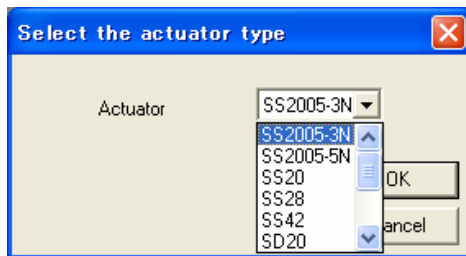 Select the actuator type
Actuator
SS2005-3N
SS2005-3N
SS2005-5N
SS20
OK
SS28
SS42
ancel
SD20